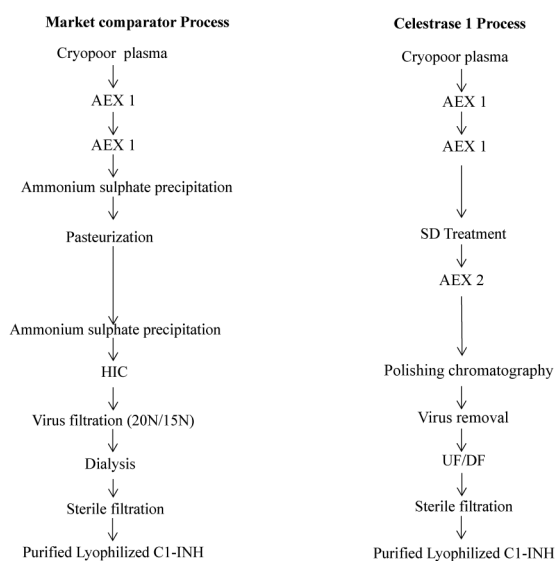 Market comparator Process
Cryopoor plasma
AEX 1
AEX 1
Ammonium sulphate precipitation
Pasteurization
Ammonium sulphate precipitation
HIC
Virus filtration (20N/15N)
Dialysis
Sterile filtration
Purified Lyophilized C1-INH
Celestrase 1 Process
Cryopoor plasma
AEX 1
AEX 1
SD Treatment
AEX 2
Polishing chromatography
Virus removal
UF/DF
Sterile filtration
Purified Lyophilized C1-INH